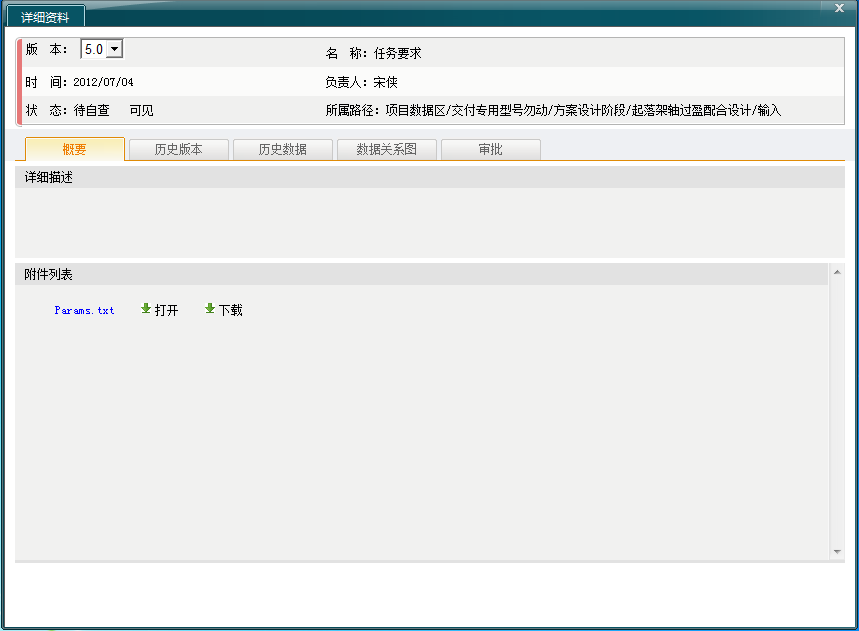 详细资料
版 本： 5.0
名 称：任务要求
时 间：2012/07/04
负责人：宋侠
状 态：待自查 可见
所属路径：项目数据区/交付专用型号勿动/方案设计阶段/起落架轴过盈配合设计/输入
概要 历史版本 历史数据 数据关系图 审批
详细描述
附件列表
Params.txt 打开 下载